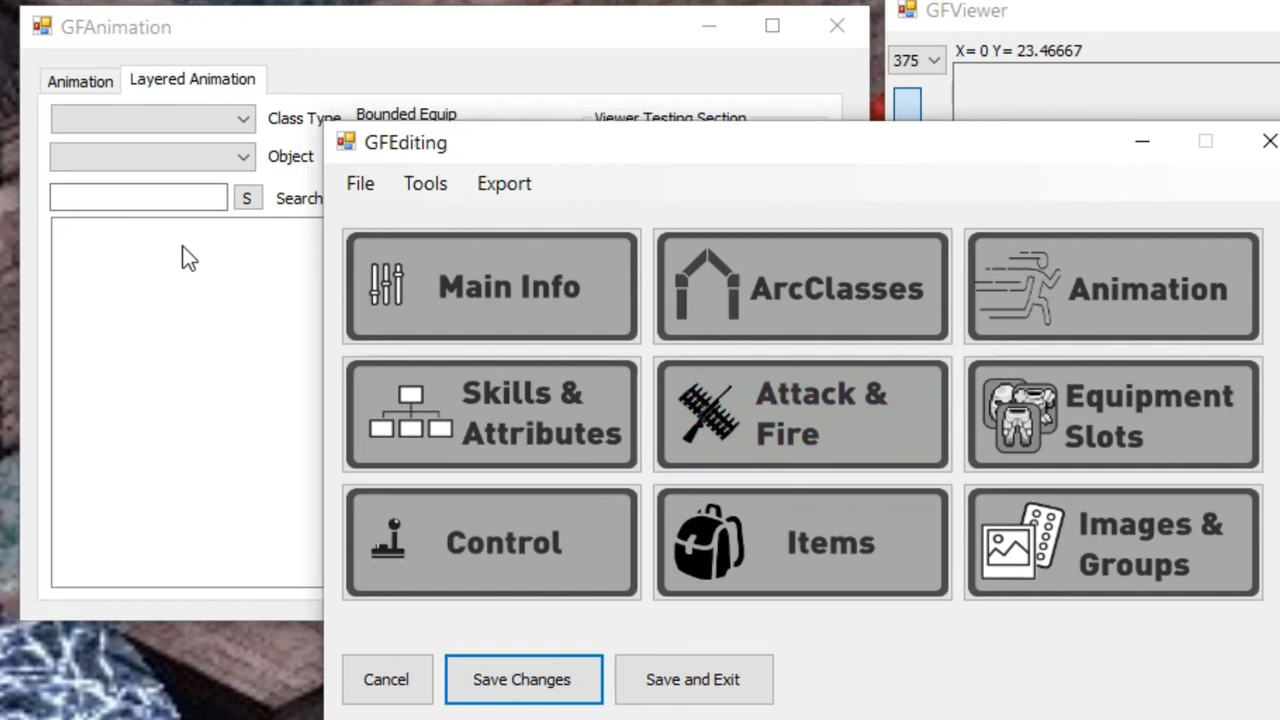 GFAnimation
GFViewer
Animation
Layered Animation
375
X= 0 Y= 23.46667
Class Type
Bounded Equip
Viewer Testing Section
Object
S
Search
GFEditing
File
Tools
Export
Main Info
ArcClasses
Animation
Skills &
Attributes
Attack &
Fire
Equipment
Slots
Control
Items
Images &
Groups
Cancel
Save Changes
Save and Exit